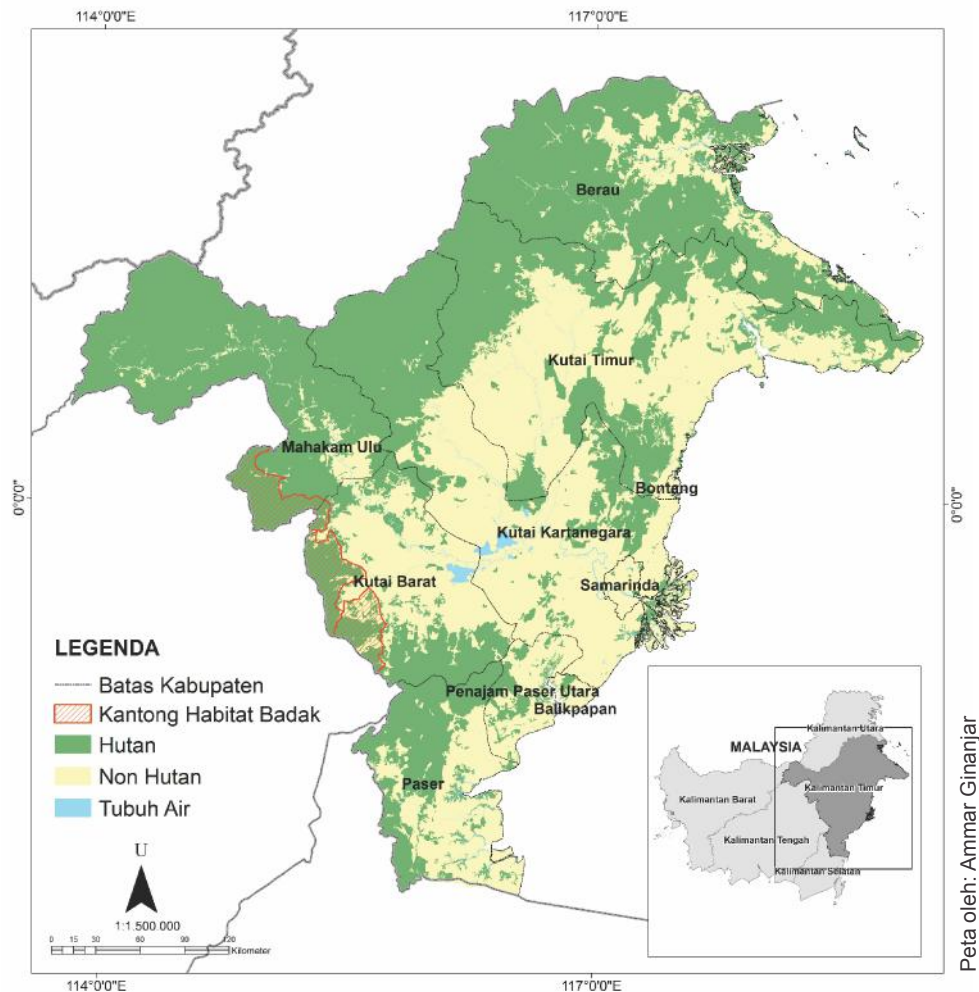 114°0'0"E
117°0'0"E
Berau
Kutai Timur
Mahakam Ulu
Bontang
0°0'0"
0°0'0"
Kutai Kartanegara
Kutai Barat
Samarinda
LEGENDA
Batas Kabupaten
Kantong Habitat Badak
Hutan
Non Hutan
Tubuh Air
Penajam Paser Utara
Balikpapan
Paser
U
1:1.500.000
0 15 30 60 90 120
Kilometer
Kalimantan Utara
MALAYSIA
Kalimantan Timur
Kalimantan Barat
Kalimantan Tengah
Kalimantan Selatan
114°0'0"E
117°0'0"E
Peta oleh: Ammar Ginanjar